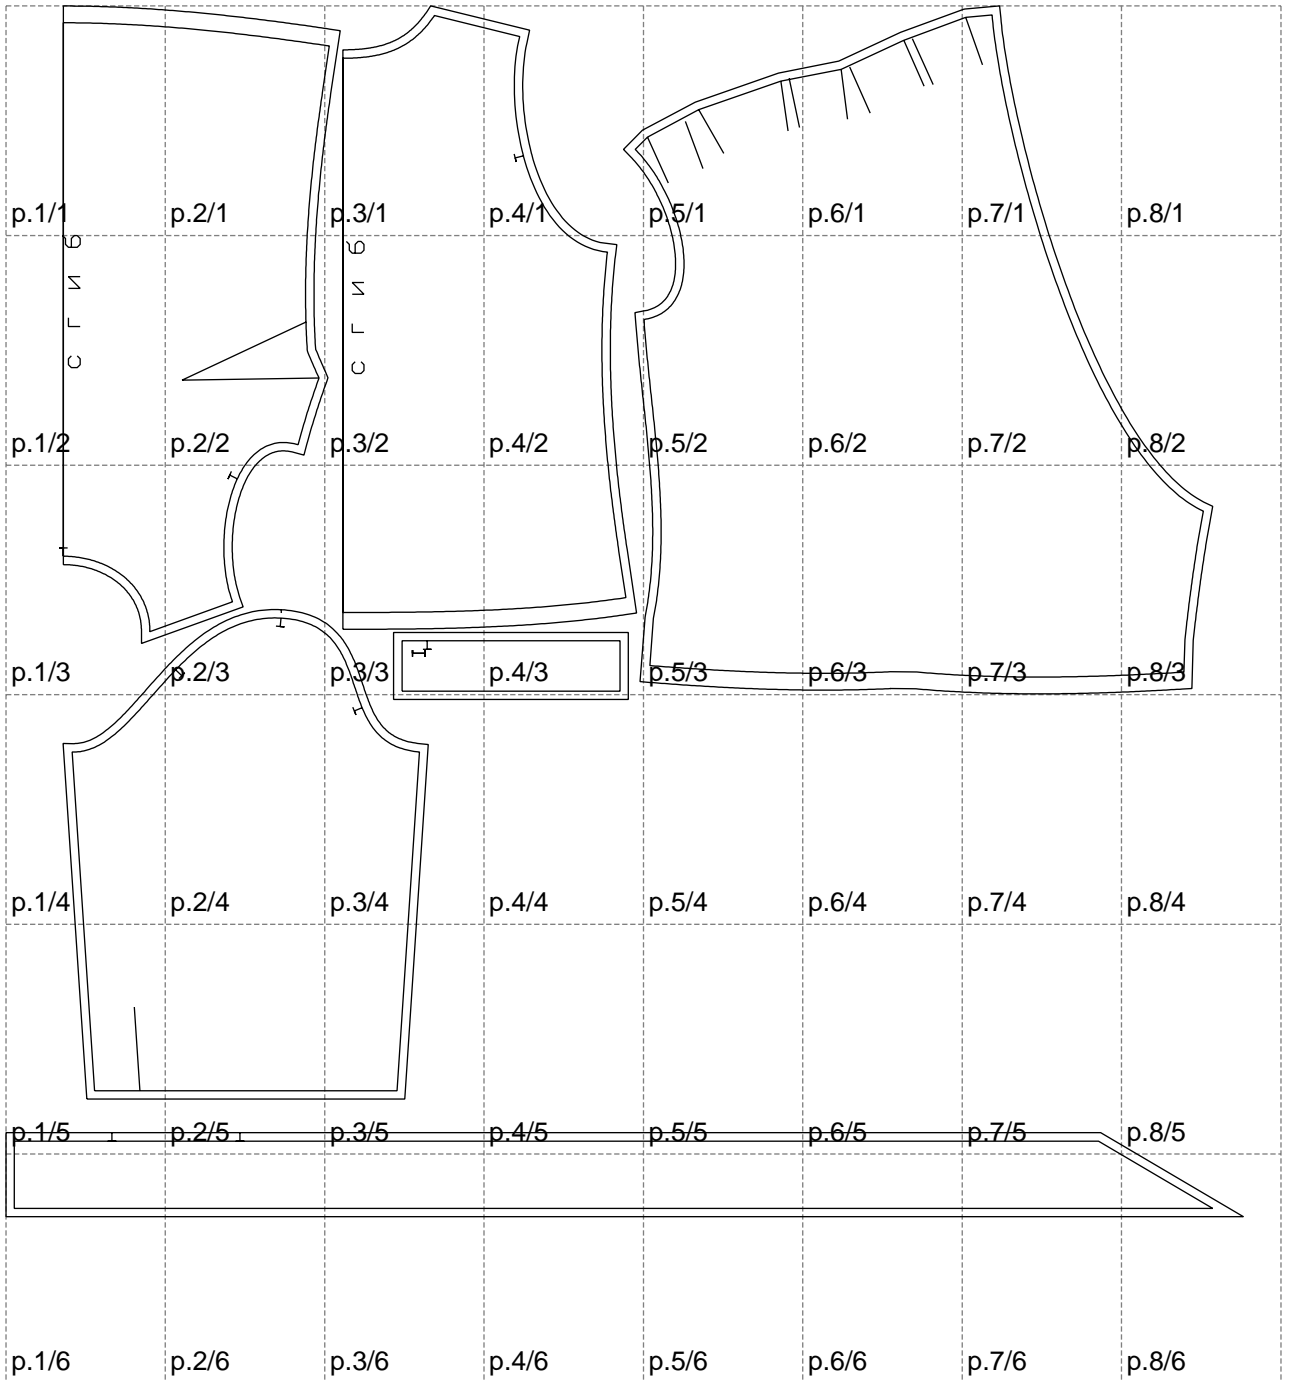 p.1/1 p.2/1 p.3/1 p.4/1 p.5/1 p.6/1 p.7/1 p.8/1
СГИб
СГИб
p.1/2 p.2/2 p.3/2 p.4/2 p.5/2 p.6/2 p.7/2 p.8/2
p.1/3 p.2/3 p.3/3 p.4/3 p.5/3 p.6/3 p.7/3 p.8/3
p.1/4 p.2/4 p.3/4 p.4/4 p.5/4 p.6/4 p.7/4 p.8/4
p.1/5 p.2/5 p.3/5 p.4/5 p.5/5 p.6/5 p.7/5 p.8/5
p.1/6 p.2/6 p.3/6 p.4/6 p.5/6 p.6/6 p.7/6 p.8/6